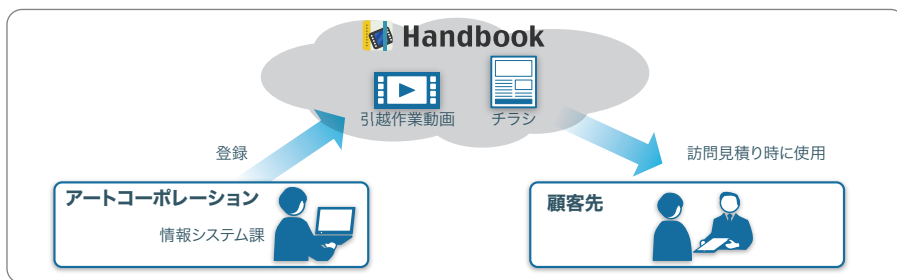 Handbook
引越作業動画
チラシ
登録
訪問見積り時に使用
アートコーポレーション
情報システム課
顧客先